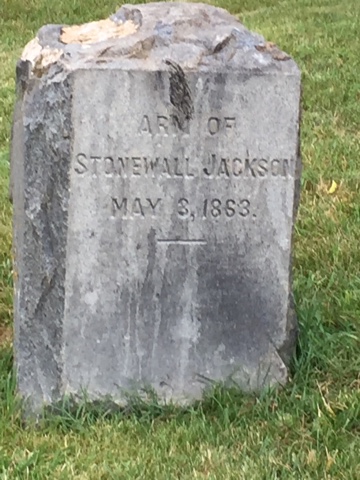 ARM OF
STONEWALL JACKSON
MAY 3, 1863.